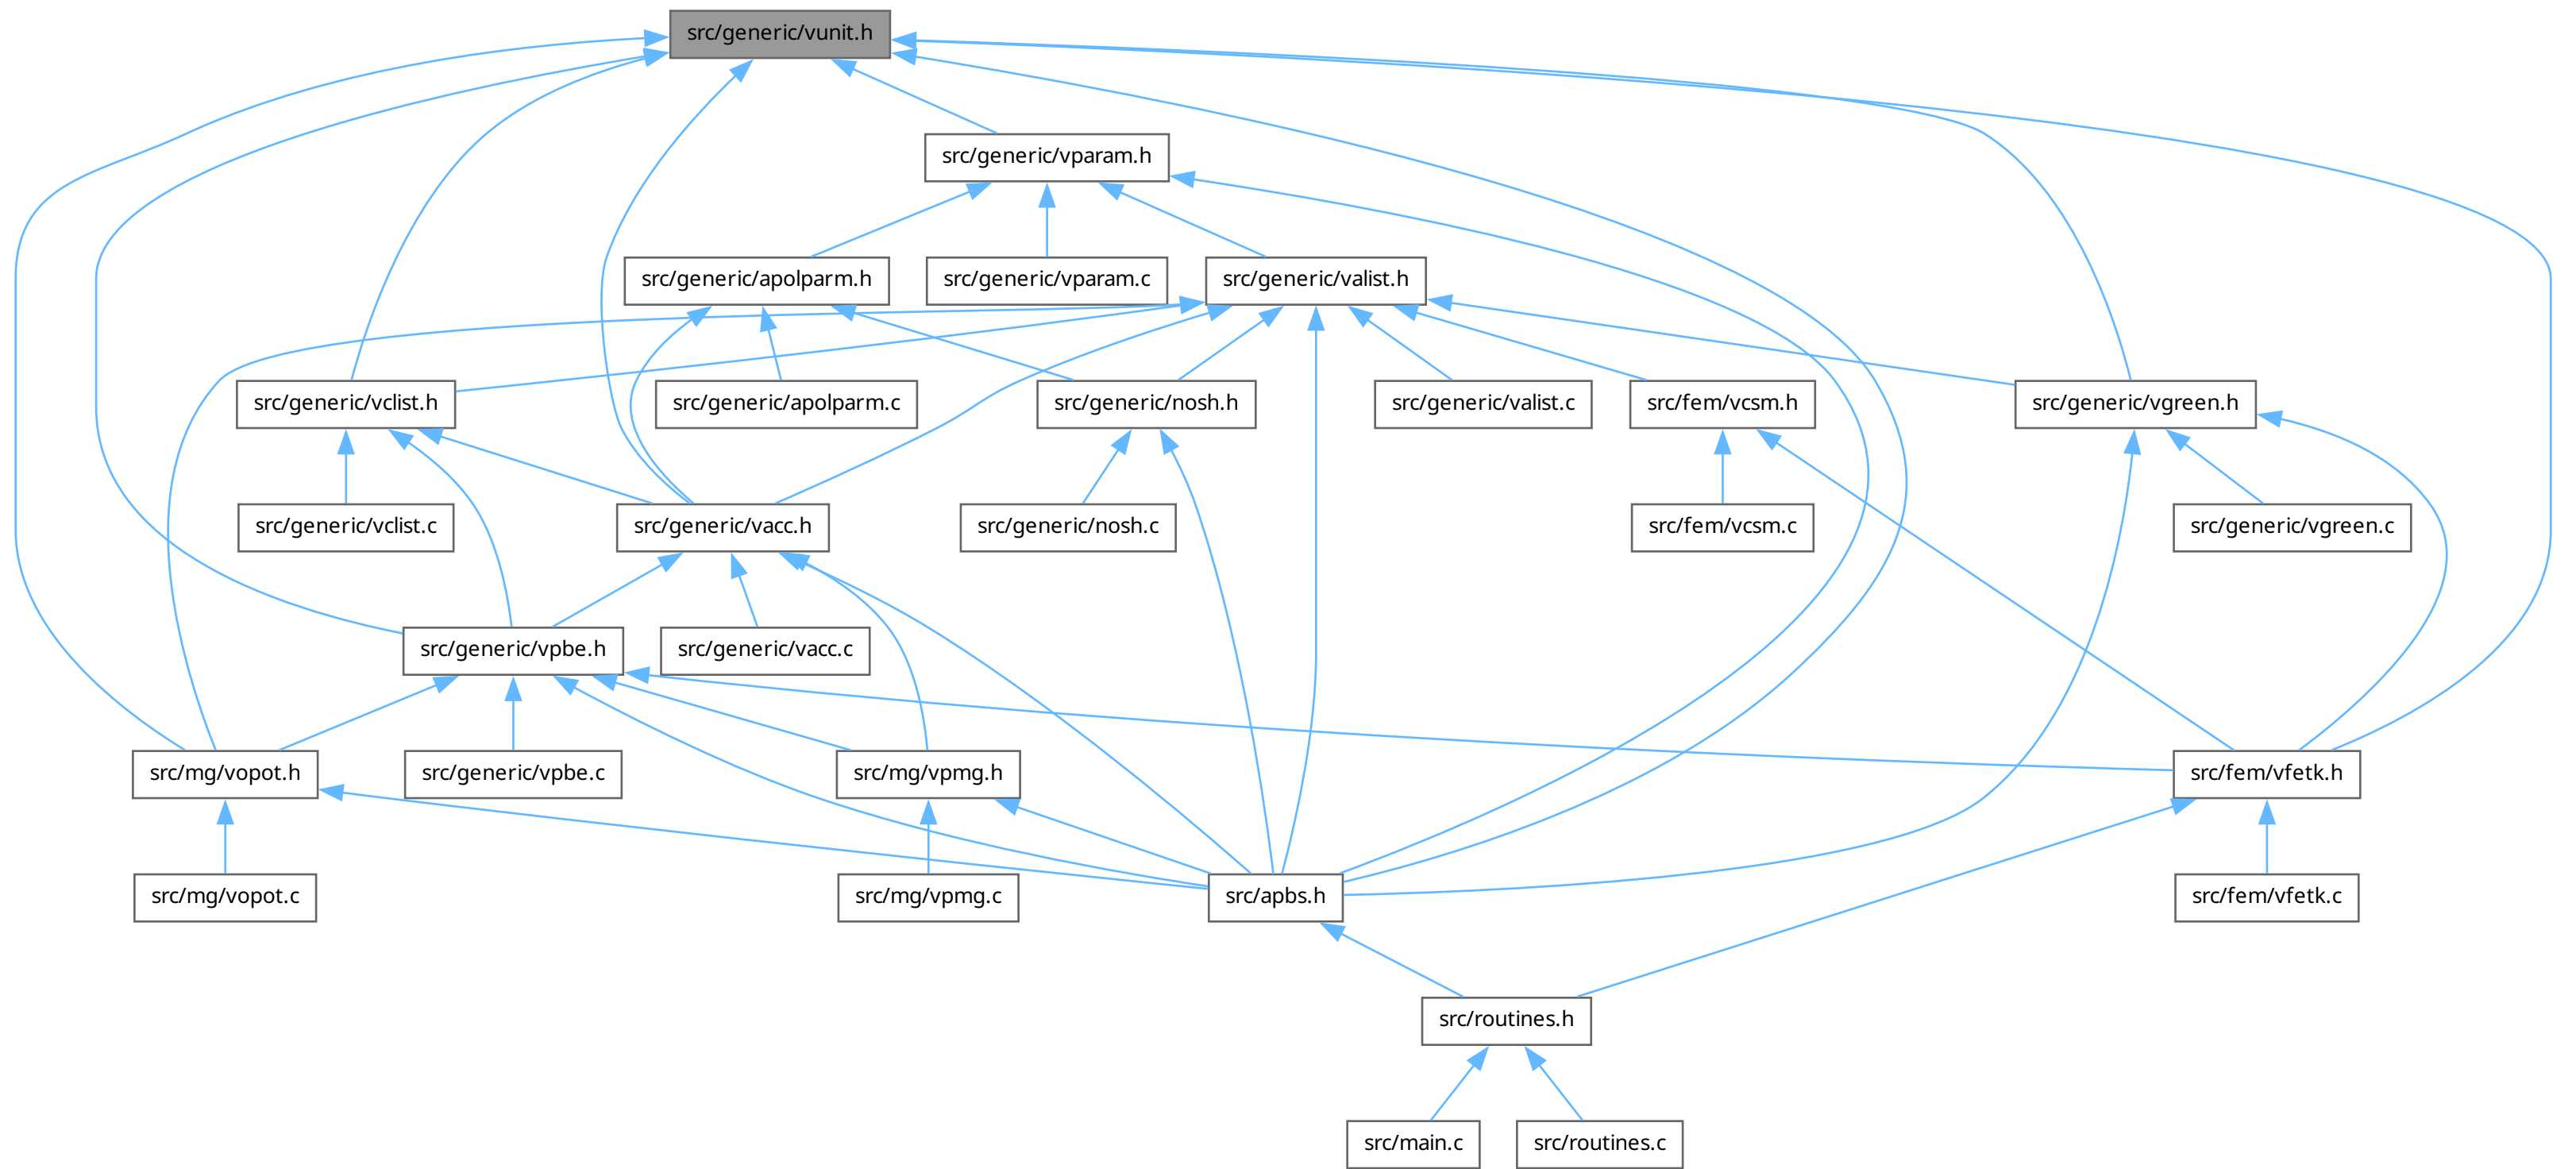 src/generic/vunit.h
src/generic/vparam.h
src/generic/apolparm.h
src/generic/vparam.c
src/generic/valist.h
src/generic/vclist.h
src/generic/apolparm.c
src/generic/nosh.h
src/generic/valist.c
src/fem/vcsm.h
src/generic/vgreen.h
src/generic/vclist.c
src/generic/vacc.h
src/generic/nosh.c
src/fem/vcsm.c
src/generic/vgreen.c
src/generic/vpbe.h
src/generic/vacc.c
src/mg/vopot.h
src/generic/vpbe.c
src/mg/vpmg.h
src/fem/vfetk.h
src/mg/vopot.c
src/mg/vpmg.c
src/apbs.h
src/fem/vfetk.c
src/routines.h
src/main.c
src/routines.c